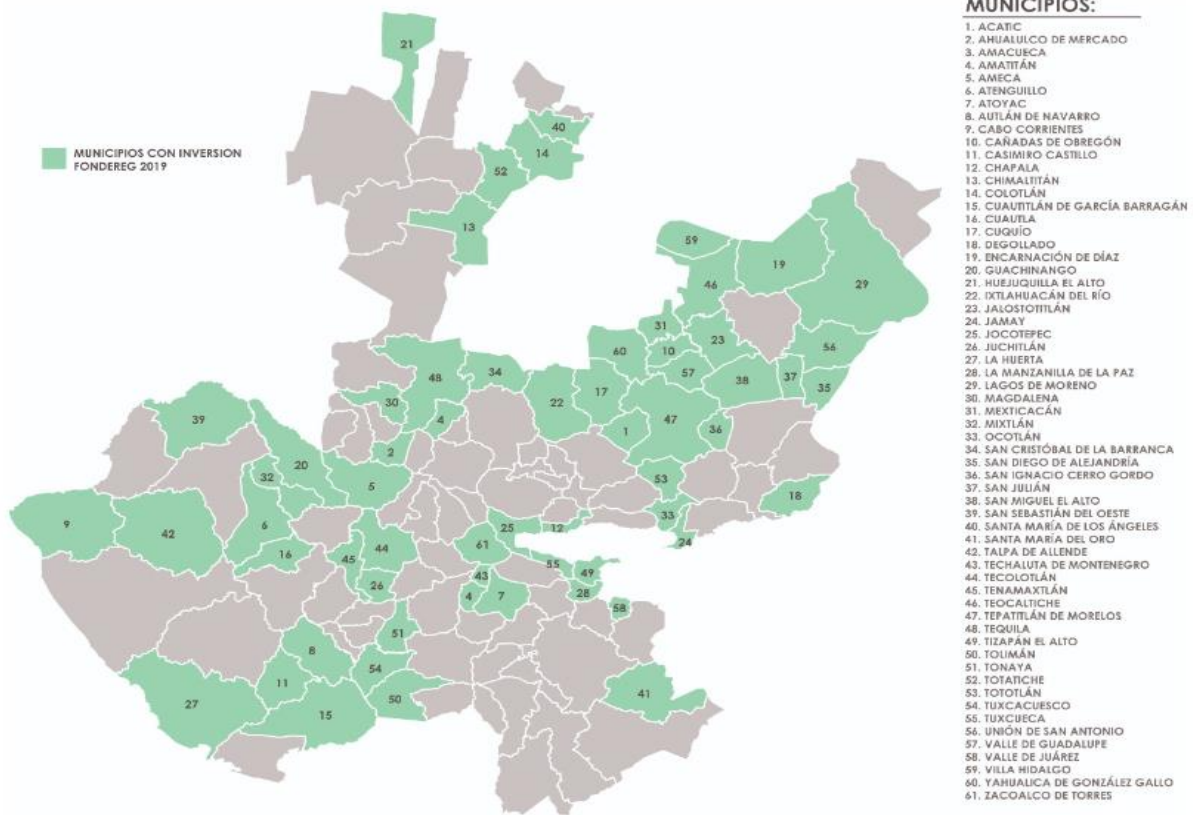 MUNICIPIOS:
1. ACATIC
2. AHUALULCO DE MERCADO
3. AMACUECA
4. AMATITÁN
5. AMECA
6. ATENGUILLO
7. ATOYAC
8. AUTLÁN DE NAVARRO
9. CABO CORRIENTES
10. CAÑADAS DE OBREGÓN
11. CASIMIRO CASTILLO
12. CHAPALA
13. CHIMALTITÁN
14. COLOTLÁN
15. CUAUTITLÁN DE GARCÍA BARRAGÁN
16. CUAUTLA
17. CUQUÍO
18. DEGOLLADO
19. ENCARNACIÓN DE DÍAZ
20. GUACHINANGO
21. HUEJUQUILLA EL ALTO
22. IXTLAHUACÁN DEL RÍO
23. JALOSTOTITLÁN
24. JAMAY
25. JOCOTEPEC
26. JUCHITLÁN
27. LA HUERTA
28. LA MANZANILLA DE LA PAZ
29. LAGOS DE MORENO
30. MAGDALENA
31. MEXTICACÁN
32. MIXTLÁN
33. OCOTLÁN
34. SAN CRISTÓBAL DE LA BARRANCA
35. SAN DIEGO DE ALEJANDRÍA
36. SAN IGNACIO CERRO GORDO
37. SAN JULIÁN
38. SAN MIGUEL EL ALTO
39. SAN SEBASTIÁN DEL OESTE
40. SANTA MARÍA DE LOS ÁNGELES
41. SANTA MARÍA DEL ORO
42. TALPA DE ALLENDE
43. TECHALUTA DE MONTENEGRO
44. TECOLOTLÁN
45. TENAMAXTLÁN
46. TEOCALTICHE
47. TEPATITLÁN DE MORELOS
48. TEQUILA
49. TIZAPÁN EL ALTO
50. TOLIMÁN
51. TONAYA
52. TOTATICHE
53. TOTOTLÁN
54. TUXCACUESCO
55. TUXCUECA
56. UNIÓN DE SAN ANTONIO
57. VALLE DE GUADALUPE
58. VALLE DE JUÁREZ
59. VILLA HIDALGO
60. YAHUALICA DE GONZÁLEZ GALLO
61. ZACOALCO DE TORRES
MUNICIPIOS CON INVERSION
FONDEREG 2019
21
40
14
52
13
59
19
46
29
31
23
56
60
10
57
38
37
35
48
34
22
17
47
30
4
1
36
39
2
20
32
5
53
18
9
42
6
33
12
25
24
16
45
44
61
55
43
49
26
4
7
28
58
51
8
54
11
50
41
27
15